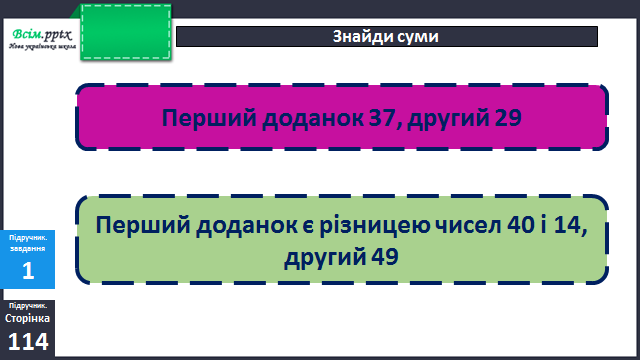 Всім.pptx
Нова українська школа
Знайди суми
Перший доданок 37, другий 29
Перший доданок є різницею чисел 40 і 14,
другий 49
Підручник.
завдання
1
Підручник.
Сторінка
114